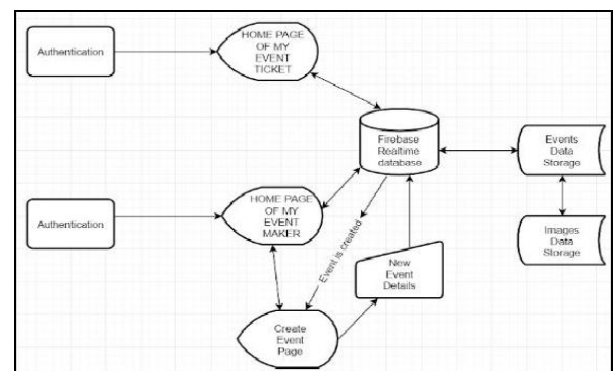 Authentication
HOME PAGE
OF MY
EVENT
TICKET
Firebase
Realtime
database
Events
Data
Storage
Authentication
HOME PAGE
OF MY
EVENT
MAKER
Event is created
New
Event
Details
Images
Data
Storage
Create
Event
Page